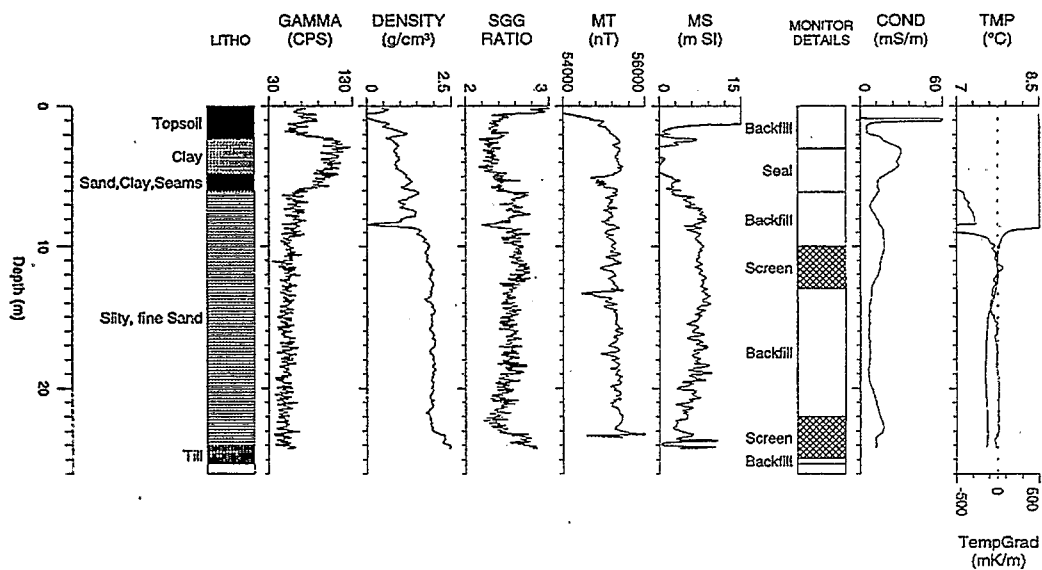 LITHO
GAMMA
(CPS)
DENSITY
(g/cm³)
SGG
RATIO
MT
(nT)
MS
(m SI)
MONITOR
DETAILS
COND
(mS/m)
TMP
(°C)
30
130
0
2.5
2
3
54000
56000
0
15
0
60
7
8.5
0
10
20
Depth (m)
Topsoil
Clay
Sand,Clay,Seams
Silty, fine Sand
Till
Backfill
Seal
Backfill
Screen
Backfill
Screen
Backfill
-500
0
500
TempGrad
(mK/m)